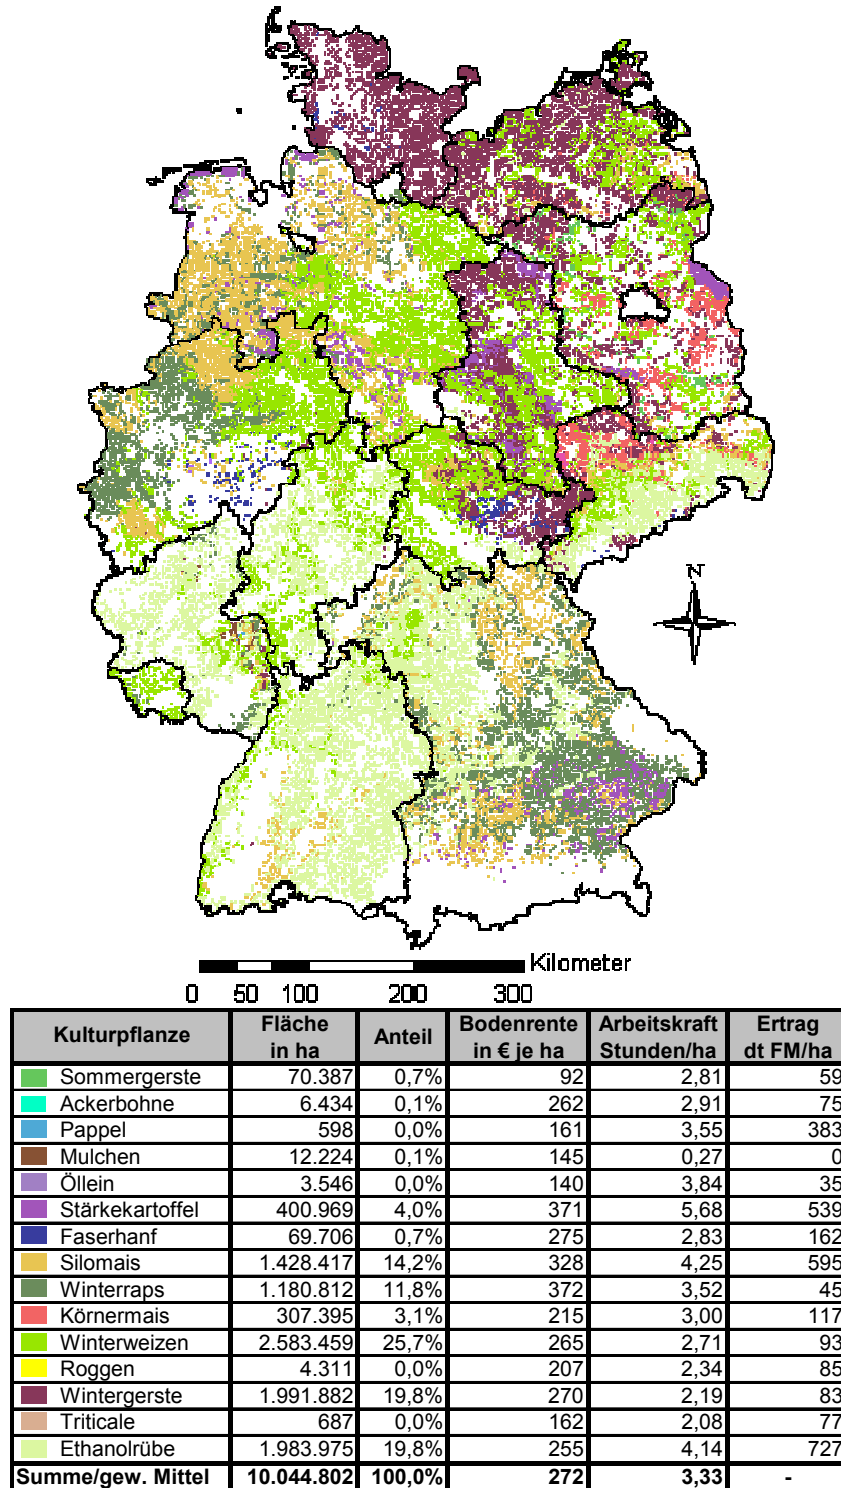 N
Kilometer
0 50 100 200 300
Kulturpflanze Fläche in ha Anteil Bodenrente in € je ha Arbeitskraft Stunden/ha Ertrag dt FM/ha
Sommergerste 70.387 0,7% 92 2,81 59
Ackerbohne 6.434 0,1% 262 2,91 75
Pappel 598 0,0% 161 3,55 383
Mulchen 12.224 0,1% 145 0,27 0
Öllein 3.546 0,0% 140 3,84 35
Stärkekartoffel 400.969 4,0% 371 5,68 539
Faserhanf 69.706 0,7% 275 2,83 162
Silomais 1.428.417 14,2% 328 4,25 595
Winterraps 1.180.812 11,8% 372 3,52 45
Körnermais 307.395 3,1% 215 3,00 117
Winterweizen 2.583.459 25,7% 265 2,71 93
Roggen 4.311 0,0% 207 2,34 85
Wintergerste 1.991.882 19,8% 270 2,19 83
Triticale 687 0,0% 162 2,08 77
Ethanolrübe 1.983.975 19,8% 255 4,14 727
Summe/gew. Mittel 10.044.802 100,0% 272 3,33 -